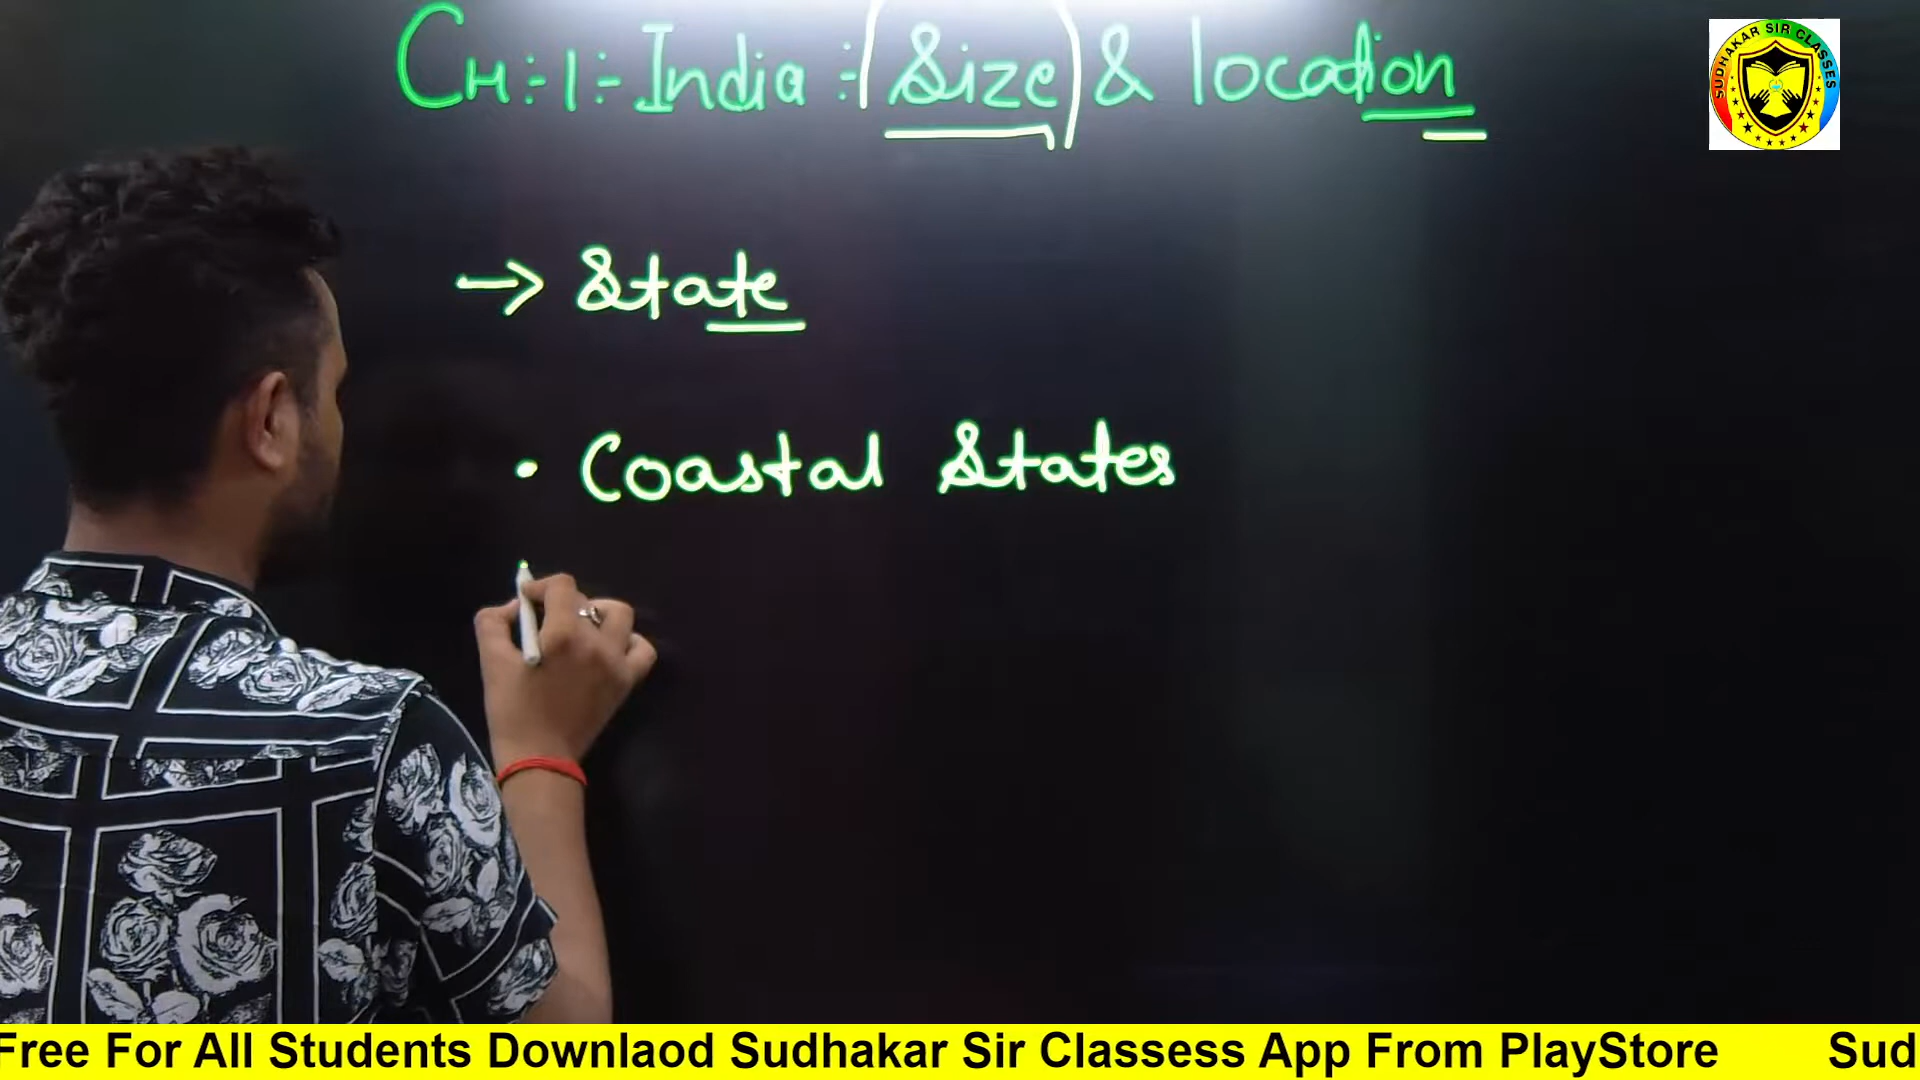 CH:-1:- India :- (Size) & location
SUDHAKAR SIR CLASSES
→ State
• Coastal States
Free For All Students Downlaod Sudhakar Sir Classess App From PlayStore Sud